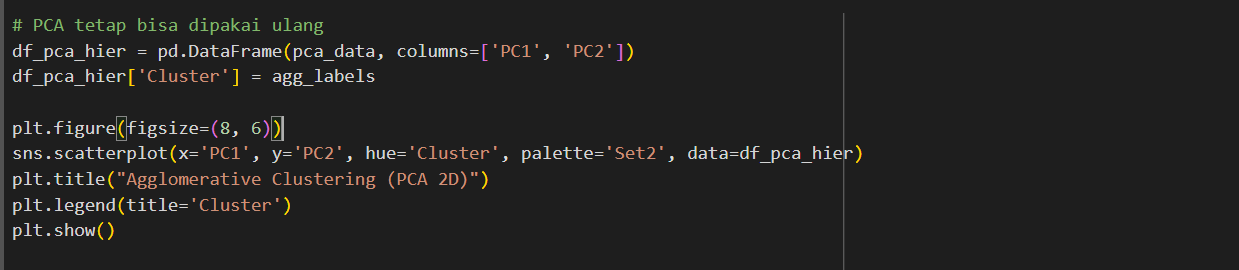 # PCA tetap bisa dipakai ulang
df_pca_hier = pd.DataFrame(pca_data, columns=['PC1', 'PC2'])
df_pca_hier['Cluster'] = agg_labels
plt.figure(figsize=(8, 6))
sns.scatterplot(x='PC1', y='PC2', hue='Cluster', palette='Set2', data=df_pca_hier)
plt.title("Agglomerative Clustering (PCA 2D)")
plt.legend(title='Cluster')
plt.show()